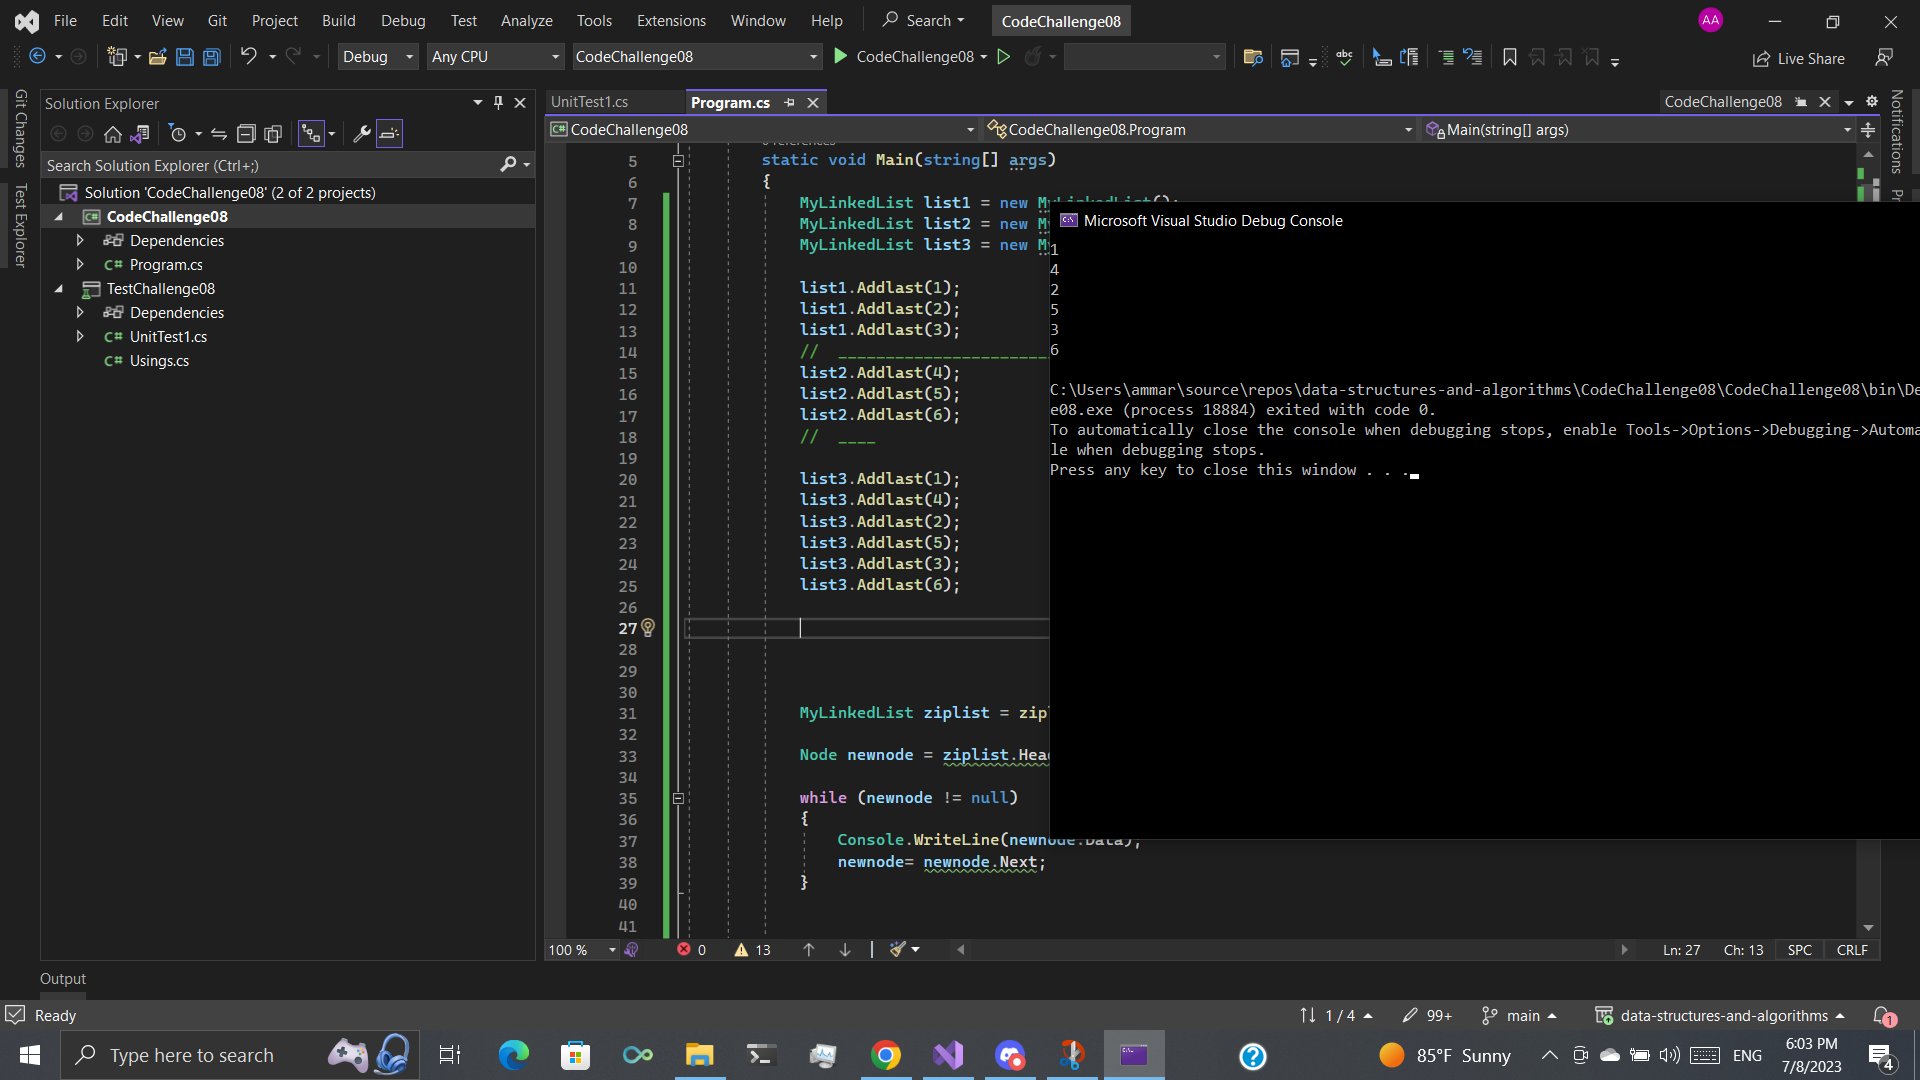 File Edit View Git Project Build Debug Test Analyze Tools Extensions Window Help Search CodeChallenge08 AA
Debug Any CPU CodeChallenge08 CodeChallenge08 abc Live Share
Git Changes
Test Explorer
Solution Explorer
Search Solution Explorer (Ctrl+;)
Solution 'CodeChallenge08' (2 of 2 projects)
CodeChallenge08
Dependencies
C# Program.cs
TestChallenge08
Dependencies
C# UnitTest1.cs
C# Usings.cs
UnitTest1.cs Program.cs CodeChallenge08
C# CodeChallenge08 CodeChallenge08.Program Main(string[] args)
Notifications
5 static void Main(string[] args)
6 {
7 MyLinkedList list1 = new MyLinkedList();
8 MyLinkedList list2 = new M
9 MyLinkedList list3 = new M
10
11 list1.Addlast(1);
12 list1.Addlast(2);
13 list1.Addlast(3);
14 // ______________________
15 list2.Addlast(4);
16 list2.Addlast(5);
17 list2.Addlast(6);
18 // ____
19
20 list3.Addlast(1);
21 list3.Addlast(4);
22 list3.Addlast(2);
23 list3.Addlast(5);
24 list3.Addlast(3);
25 list3.Addlast(6);
26
27
28
29
30
31 MyLinkedList ziplist = zip
32
33 Node newnode = ziplist.Hea
34
35 while (newnode != null)
36 {
37 Console.WriteLine(newnode.Data);
38 newnode= newnode.Next;
39 }
40
41
Microsoft Visual Studio Debug Console
1
4
2
5
3
6
C:\Users\ammar\source\repos\data-structures-and-algorithms\CodeChallenge08\CodeChallenge08\bin\De
e08.exe (process 18884) exited with code 0.
To automatically close the console when debugging stops, enable Tools->Options->Debugging->Automa
le when debugging stops.
Press any key to close this window . . .
100 % 0 13 Ln: 27 Ch: 13 SPC CRLF
Output
Ready 1 / 4 99+ main data-structures-and-algorithms 1
Type here to search 85°F Sunny ENG 6:03 PM 7/8/2023 4